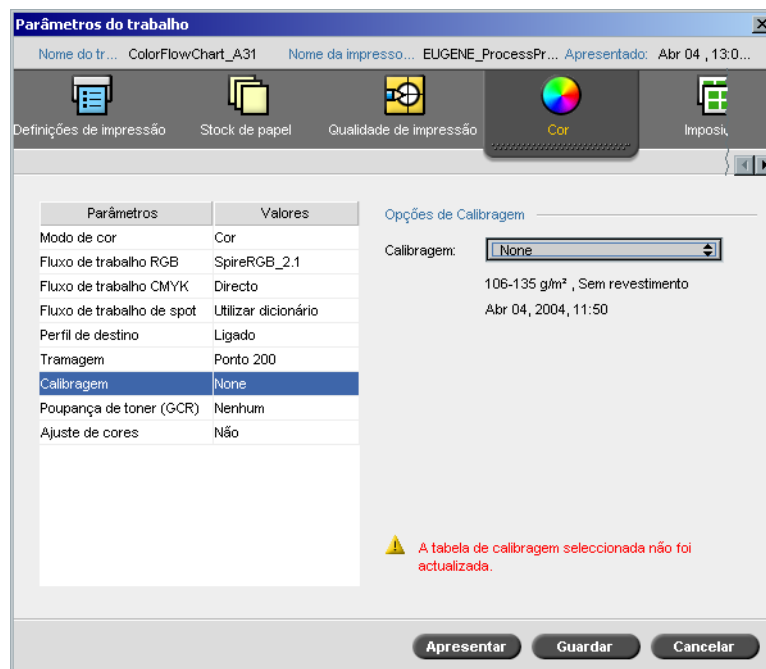 Parâmetros do trabalho
Nome do tr... ColorFlowChart_A31 Nome da impresso... EUGENE_ProcessPr... Apresentado: Abr 04 , 13:0...
Definições de impressão Stock de papel Qualidade de impressão Cor Imposiç
Parâmetros Valores
Modo de cor Cor
Fluxo de trabalho RGB SpireRGB_2.1
Fluxo de trabalho CMYK Directo
Fluxo de trabalho de spot Utilizar dicionário
Perfil de destino Ligado
Tramagem Ponto 200
Calibragem None
Poupança de toner (GCR) Nenhum
Ajuste de cores Não
Opções de Calibragem
Calibragem: None
106-135 g/m² , Sem revestimento
Abr 04, 2004, 11:50
A tabela de calibragem seleccionada não foi
actualizada.
Apresentar Guardar Cancelar